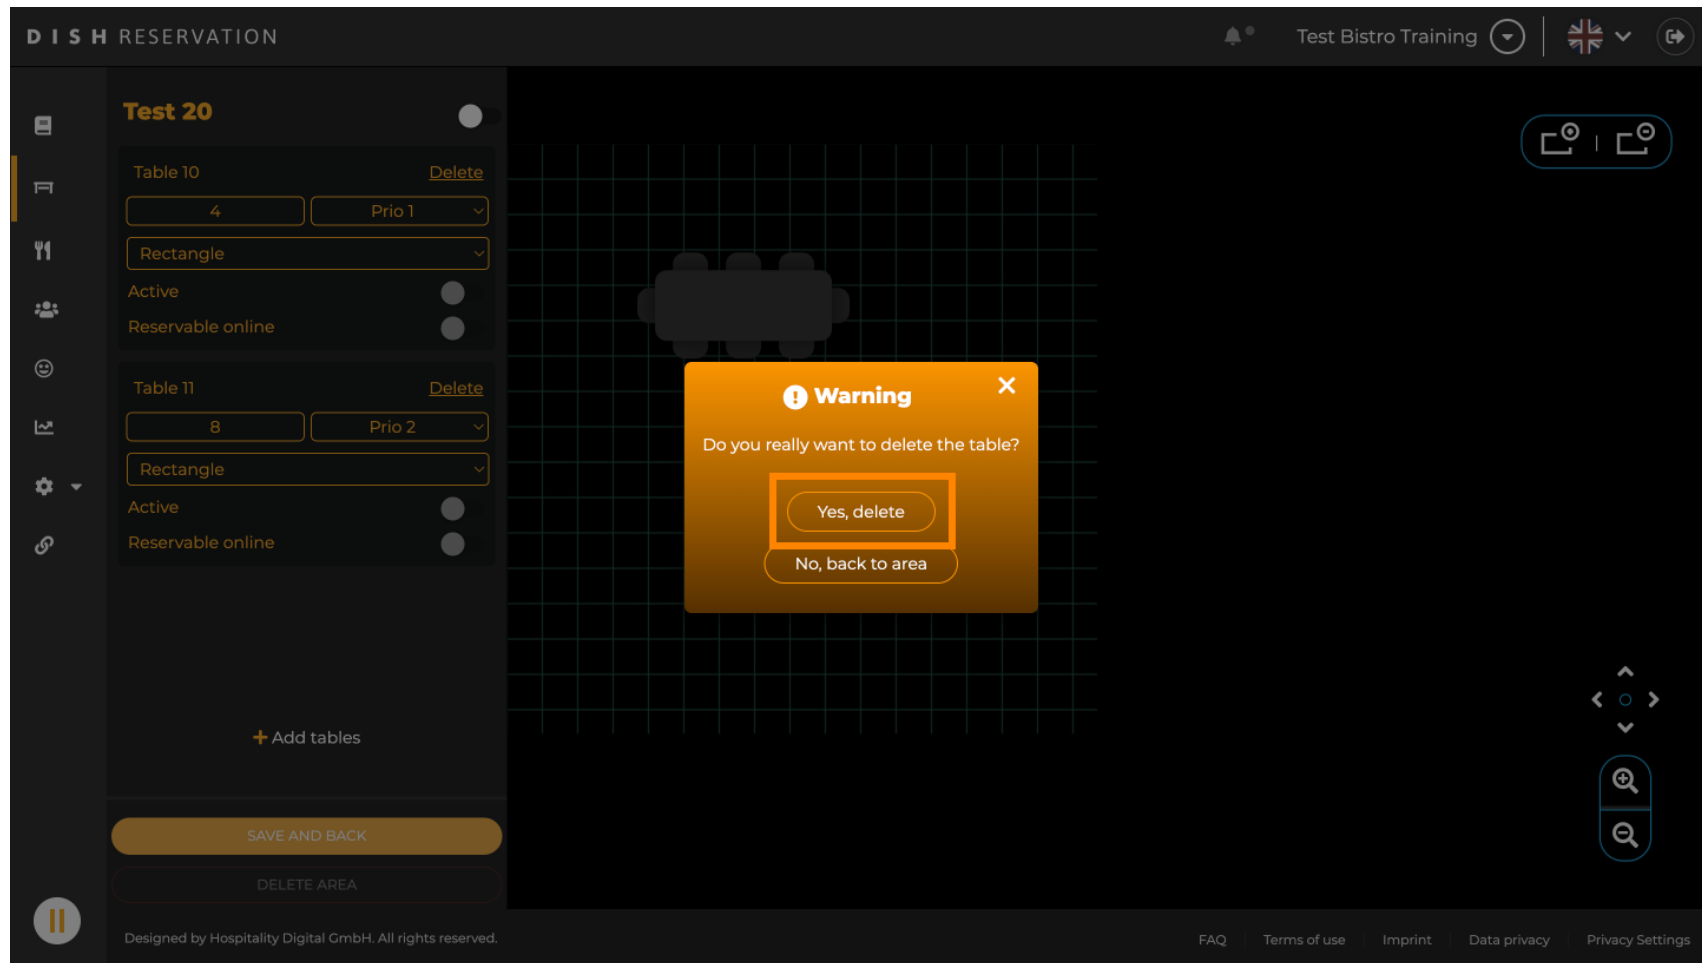 DISH RESERVATION
Test Bistro Training
Test 20
Table 10 Delete
4 Prio 1
Rectangle
Active
Reservable online
Table 11 Delete
8 Prio 2
Rectangle
Active
Reservable online
+ Add tables
SAVE AND BACK
DELETE AREA
Warning
Do you really want to delete the table?
Yes, delete
No, back to area
Designed by Hospitality Digital GmbH. All rights reserved.
FAQ Terms of use Imprint Data privacy Privacy Settings